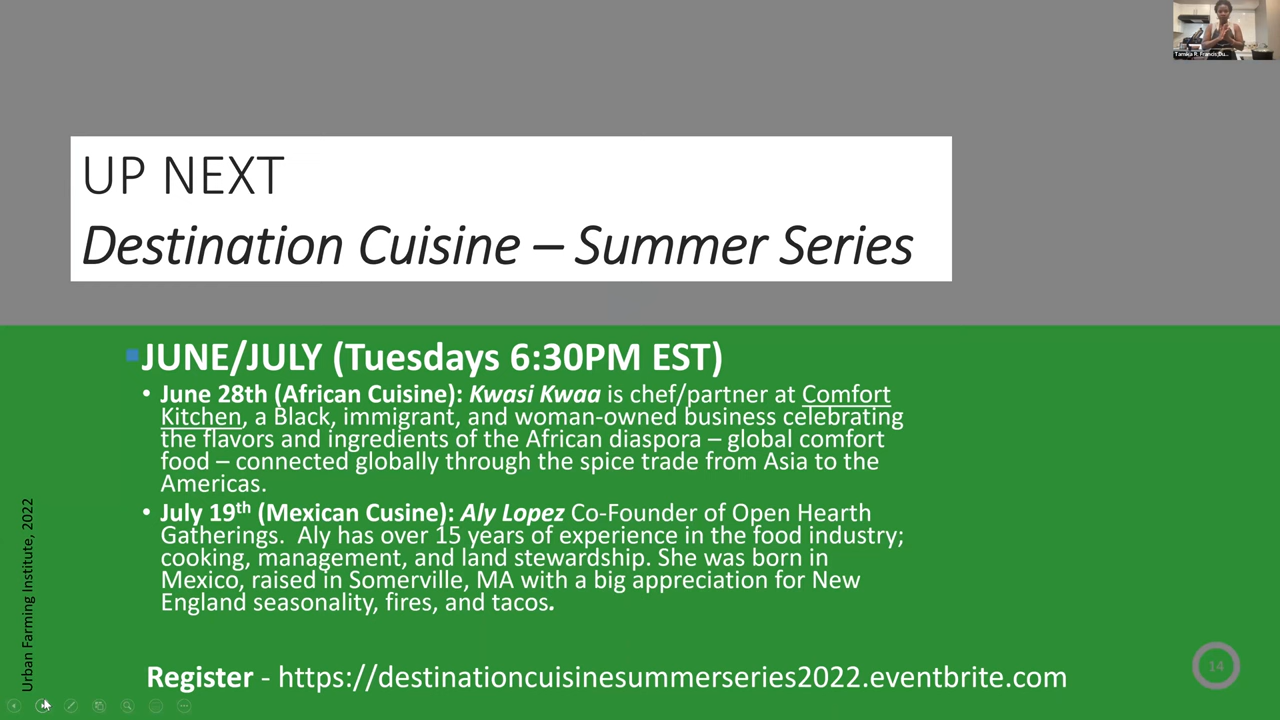 UP NEXT
Destination Cuisine – Summer Series
JUNE/JULY (Tuesdays 6:30PM EST)
• June 28th (African Cuisine): Kwasi Kwaa is chef/partner at Comfort
Kitchen, a Black, immigrant, and woman-owned business celebrating
the flavors and ingredients of the African diaspora – global comfort
food – connected globally through the spice trade from Asia to the
Americas.
• July 19th (Mexican Cusine): Aly Lopez Co-Founder of Open Hearth
Gatherings. Aly has over 15 years of experience in the food industry;
cooking, management, and land stewardship. She was born in
Mexico, raised in Somerville, MA with a big appreciation for New
England seasonality, fires, and tacos.
Register - https://destinationcuisinesummerseries2022.eventbrite.com
Urban Farming Institute, 2022
14
Tamika R. Francis